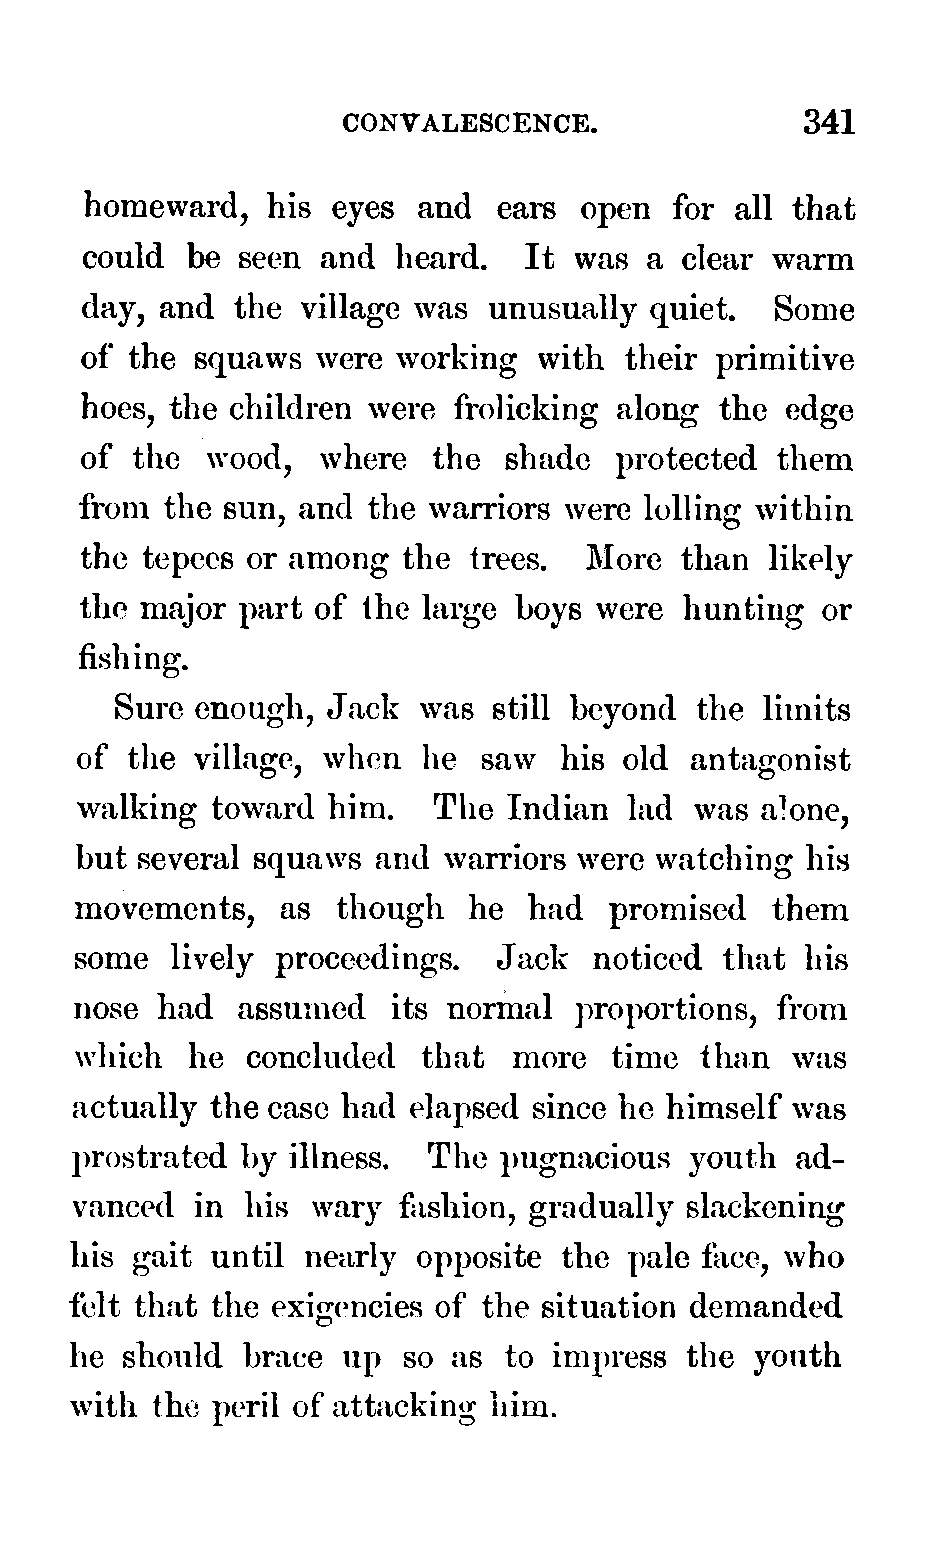 CONVALESCENCE. 341
homeward, his eyes and ears open for all that
could be seen and heard. It was a clear warm
day, and the village was unusually quiet. Some
of the squaws were working with their primitive
hoes, the children were frolicking along the edge
of the wood, where the shade protected them
from the sun, and the warriors were lolling within
the tepees or among the trees. More than likely
the major part of the large boys were hunting or
fishing.
Sure enough, Jack was still beyond the limits
of the village, when he saw his old antagonist
walking toward him. The Indian lad was alone,
but several squaws and warriors were watching his
movements, as though he had promised them
some lively proceedings. Jack noticed that his
nose had assumed its normal proportions, from
which he concluded that more time than was
actually the case had elapsed since he himself was
prostrated by illness. The pugnacious youth ad-
vanced in his wary fashion, gradually slackening
his gait until nearly opposite the pale face, who
felt that the exigencies of the situation demanded
he should brace up so as to impress the youth
with the peril of attacking him.